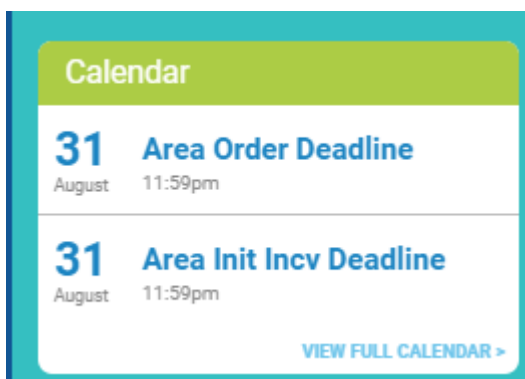 Calendar
31 Area Order Deadline
August 11:59pm
31 Area Init Incv Deadline
August 11:59pm
VIEW FULL CALENDAR >